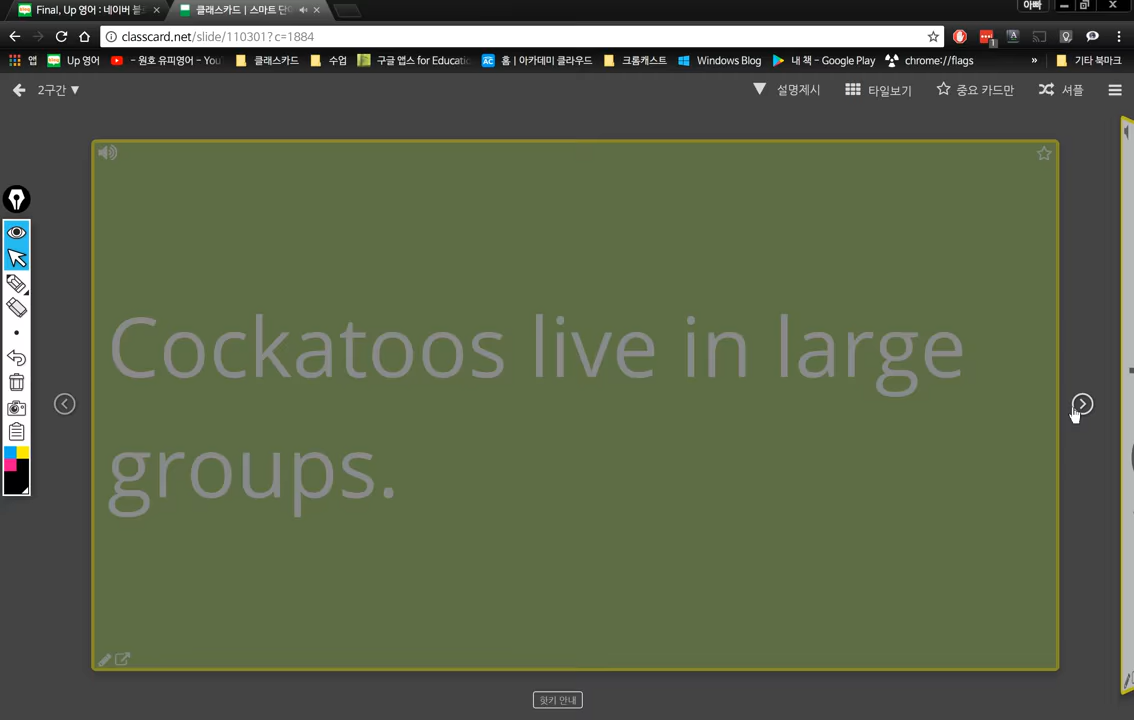 Final, Up 영어 : 네이버 블
클래스카드 | 스마트 단
아빠
classcard.net/slide/110301?c=1884
앱
Up 영어
- 원호 유피영어 - You
클래스카드
수업
구글 앱스 for Educatio
홈 | 아카데미 클라우드
크롬캐스트
Windows Blog
내 책 - Google Play
chrome://flags
»
기타 북마크
2구간 ▼
▼ 설명제시
타일보기
중요 카드만
셔플
Cockatoos live in large
groups.
핫키 안내